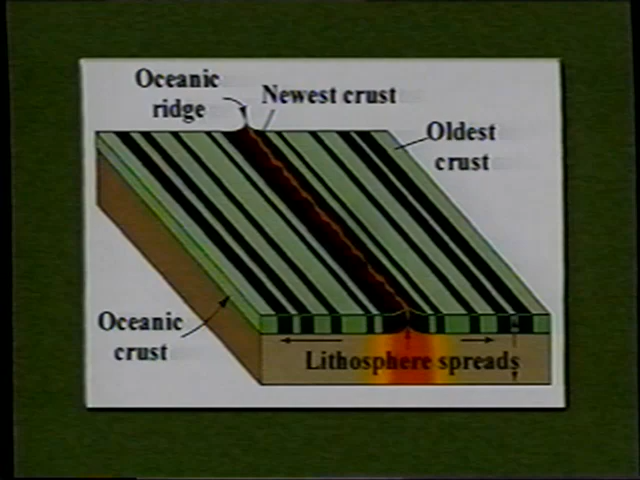 Oceanic
ridge
Newest crust
Oldest
crust
Oceanic
crust
Lithosphere spreads